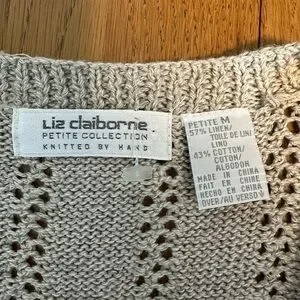 Liz claiborne
PETITE COLLECTION
KNITTED BY HAND
PETITE M
57% LINEN/
TOILE DE LIN/
LINO
43% COTTON/
COTON/
ALGODON
MADE IN CHINA
FAIT EN CHINE
HECHO EN CHINA
OVER/AU VERSO